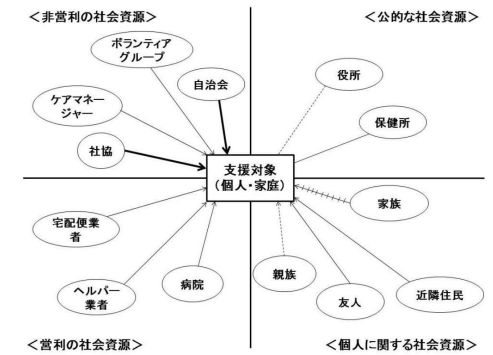 ＜非営利の社会資源＞
＜公的な社会資源＞
ボランティア
グループ
自治会
役所
ケアマネー
ジャー
保健所
社協
支援対象
（個人・家庭）
家族
宅配便業
者
親族
ヘルパー
業者
病院
友人
近隣住民
＜営利の社会資源＞
＜個人に関する社会資源＞